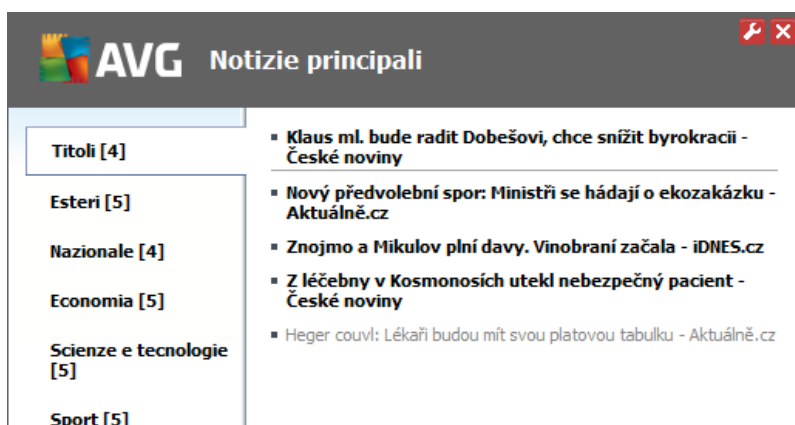 AVG Notizie principali
Titoli [4]
Esteri [5]
Nazionale [4]
Economia [5]
Scienze e tecnologie
[5]
Sport [5]
Klaus ml. bude radit Dobešovi, chce snížit byrokracii -
České noviny
Nový předvolební spor: Ministři se hádají o ekozakázku -
Aktuálně.cz
Znojmo a Mikulov plní davy. Vinobraní začala - iDNES.cz
Z léčebny v Kosmonosích utekl nebezpečný pacient -
České noviny
Heger couvl: Lékaři budou mít svou platovou tabulku - Aktuálně.cz